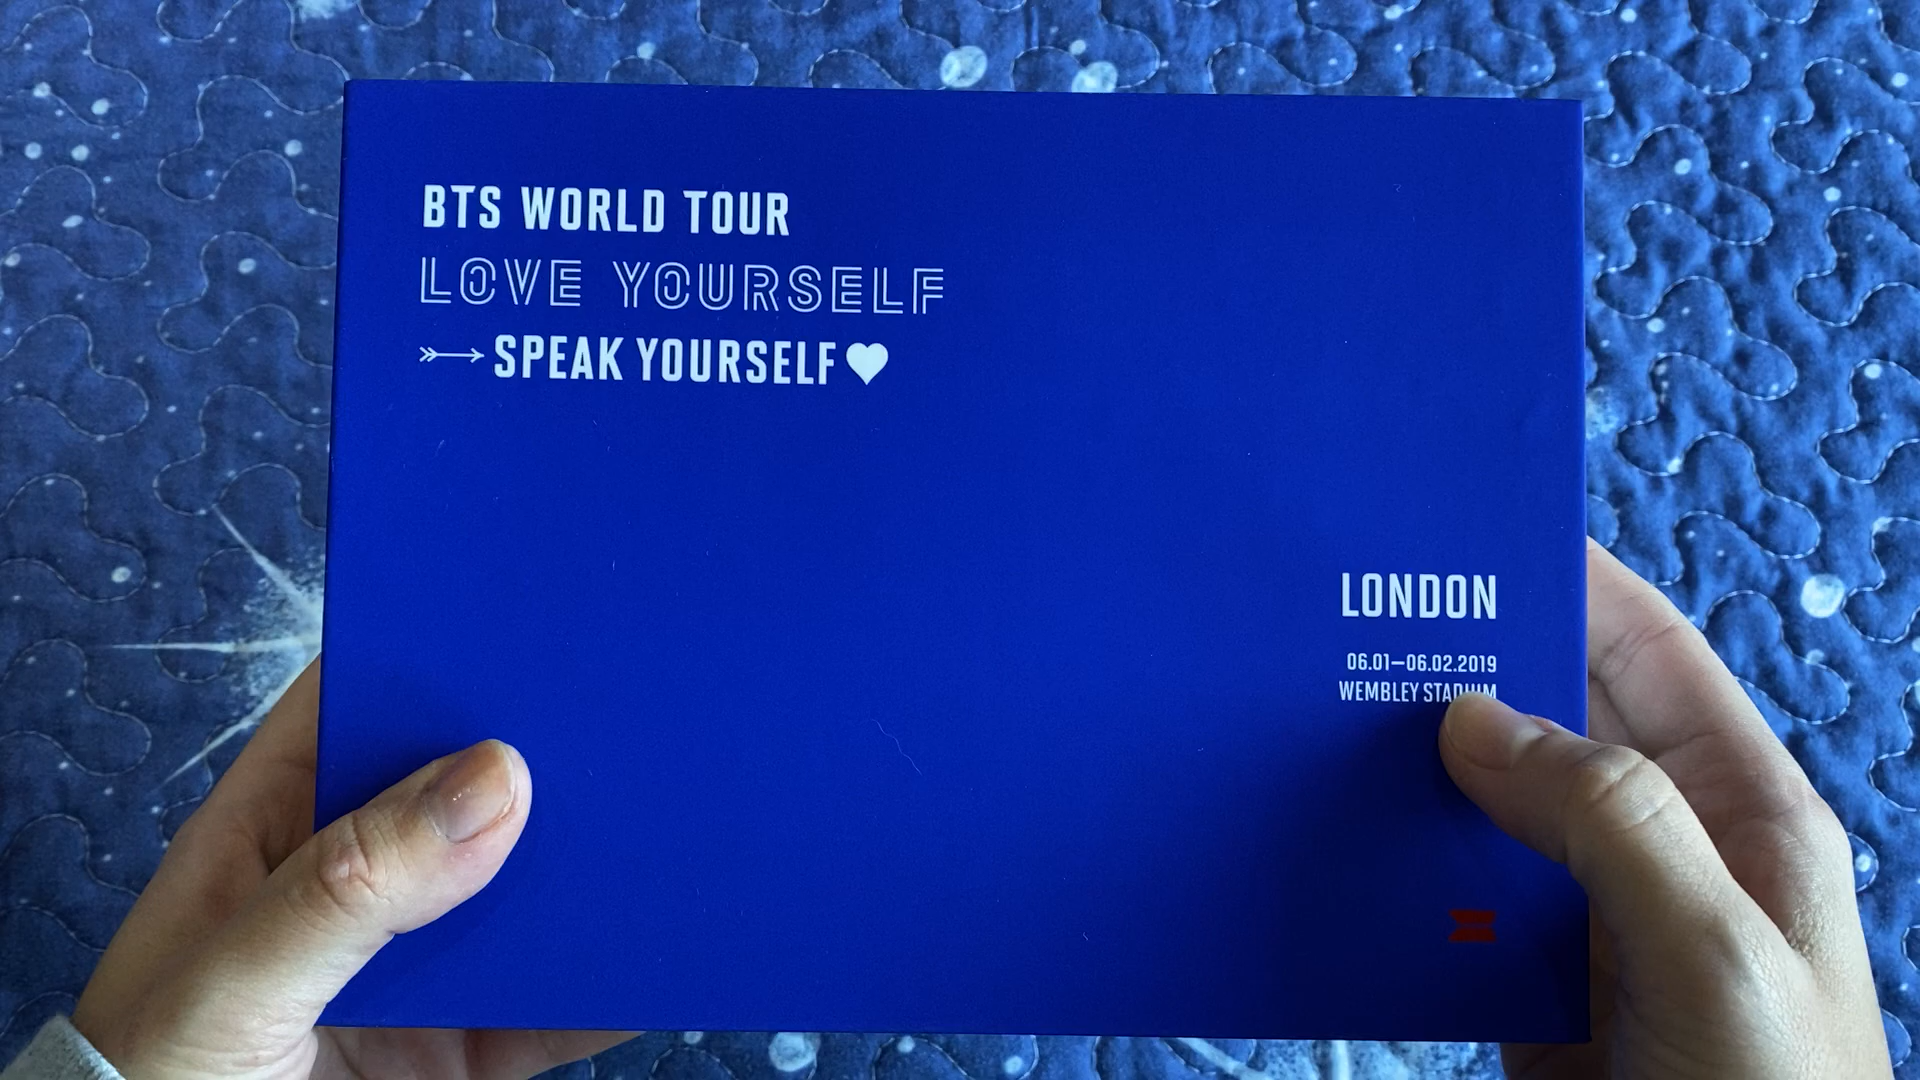 BTS WORLD TOUR
LOVE YOURSELF
SPEAK YOURSELF
LONDON
06.01—06.02.2019
WEMBLEY STADIUM